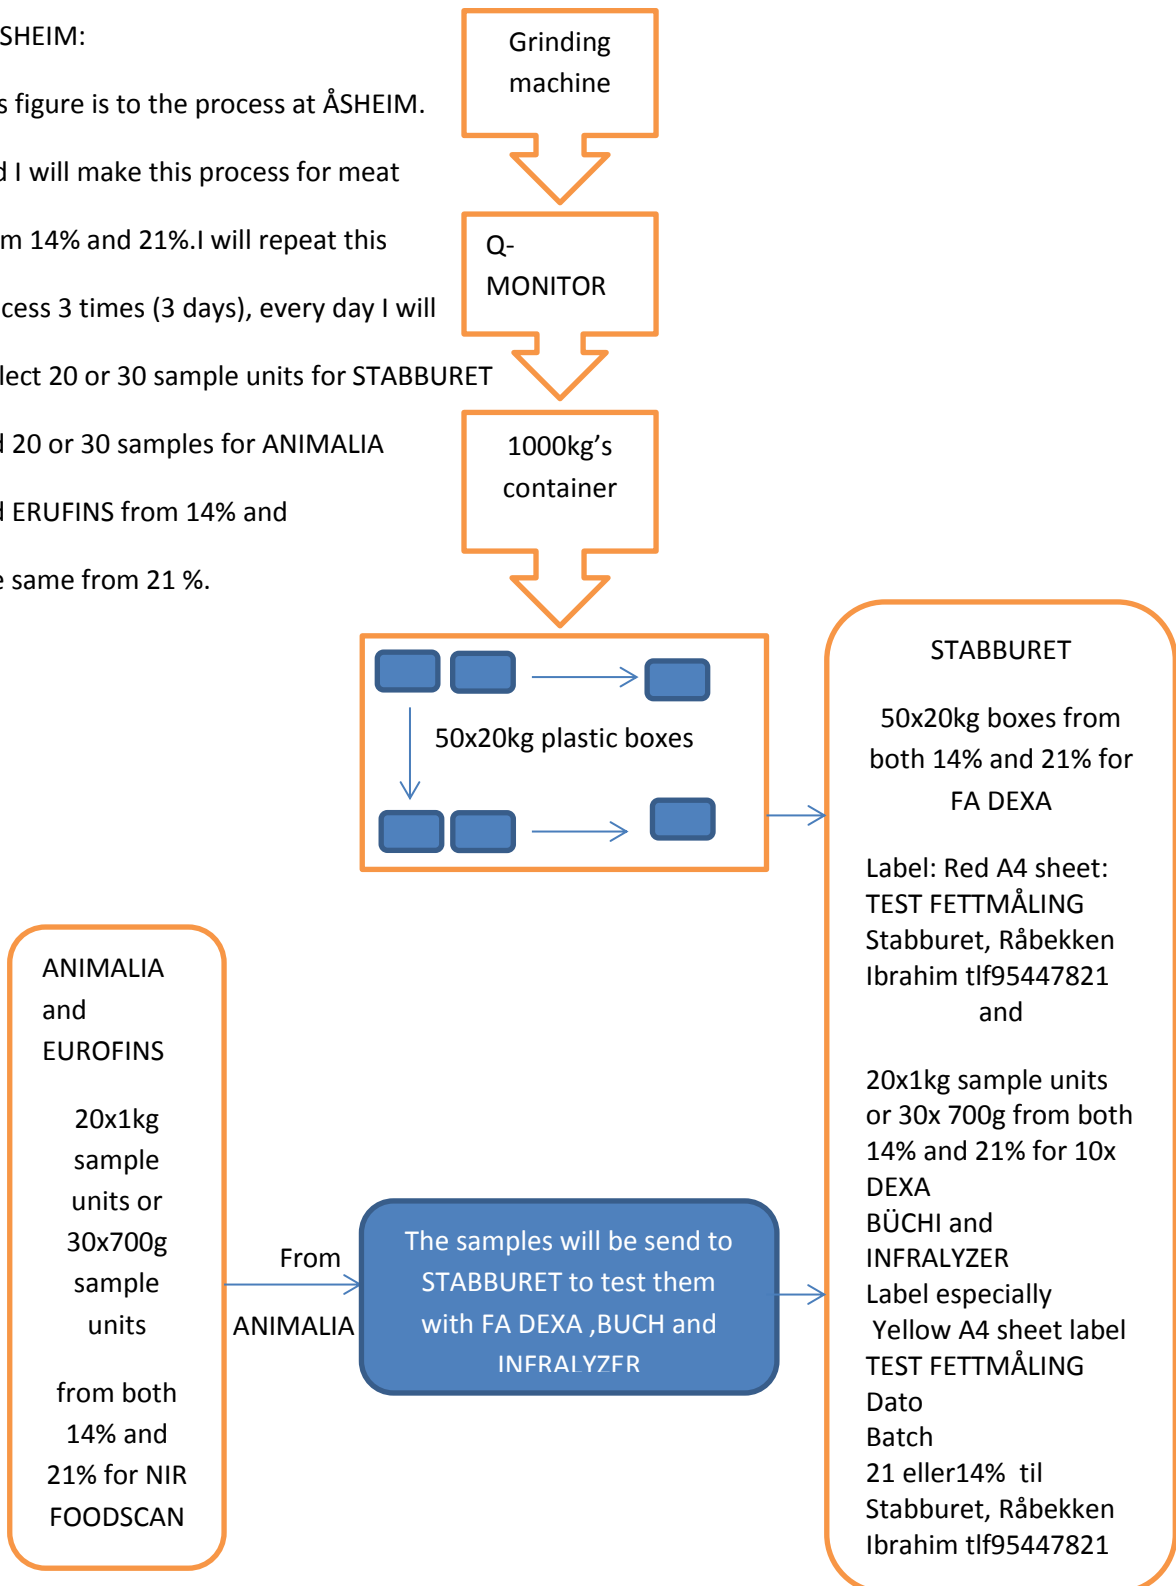 SHEIM:
s figure is to the process at ÅSHEIM.
d I will make this process for meat
m 14% and 21%.I will repeat this
cess 3 times (3 days), every day I will
lect 20 or 30 sample units for STABBURET
d 20 or 30 samples for ANIMALIA
d ERUFINS from 14% and
e same from 21 %.
Grinding
machine
Q-
MONITOR
1000kg’s
container
50x20kg plastic boxes
STABBURET
50x20kg boxes from
both 14% and 21% for
FA DEXA
Label: Red A4 sheet:
TEST FETTMÅLING
Stabburet, Råbekken
Ibrahim tlf95447821
and
20x1kg sample units
or 30x 700g from both
14% and 21% for 10x
DEXA
BÜCHI and
INFRALYZER
Label especially
Yellow A4 sheet label
TEST FETTMÅLING
Dato
Batch
21 eller14%  til
Stabburet, Råbekken
Ibrahim tlf95447821
ANIMALIA
and
EUROFINS
20x1kg
sample
units or
30x700g
sample
units
from both
14% and
21% for NIR
FOODSCAN
From
ANIMALIA
The samples will be send to
STABBURET to test them
with FA DEXA ,BUCH and
INFRALYZER